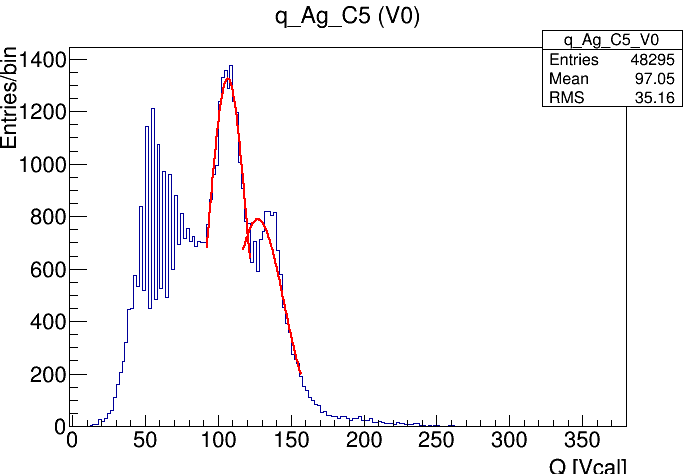 q_Ag_C5 (V0)
q_Ag_C5_V0
Entries 48295
Mean 97.05
RMS 35.16
Entries/bin
1400
1200
1000
800
600
400
200
0
0 50 100 150 200 250 300 350
Q [Vcal]